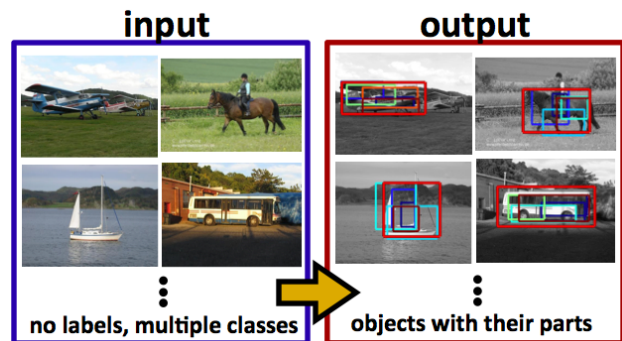 input
output
no labels, multiple classes
objects with their parts